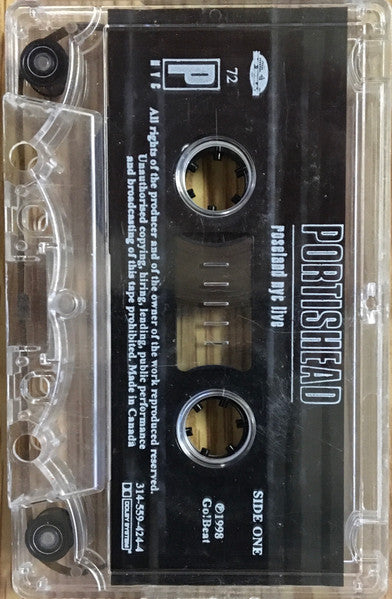 PORTISHEAD
roseland nyc live
72
P
NYC
SIDE ONE
℗1998
Go!Beat
All rights of the producer and of the owner of the work reproduced reserved.
Unauthorised copying, hiring, lending, public performance
and broadcasting of this tape prohibited. Made in Canada
314-559-424-4
DOLBY SYSTEM